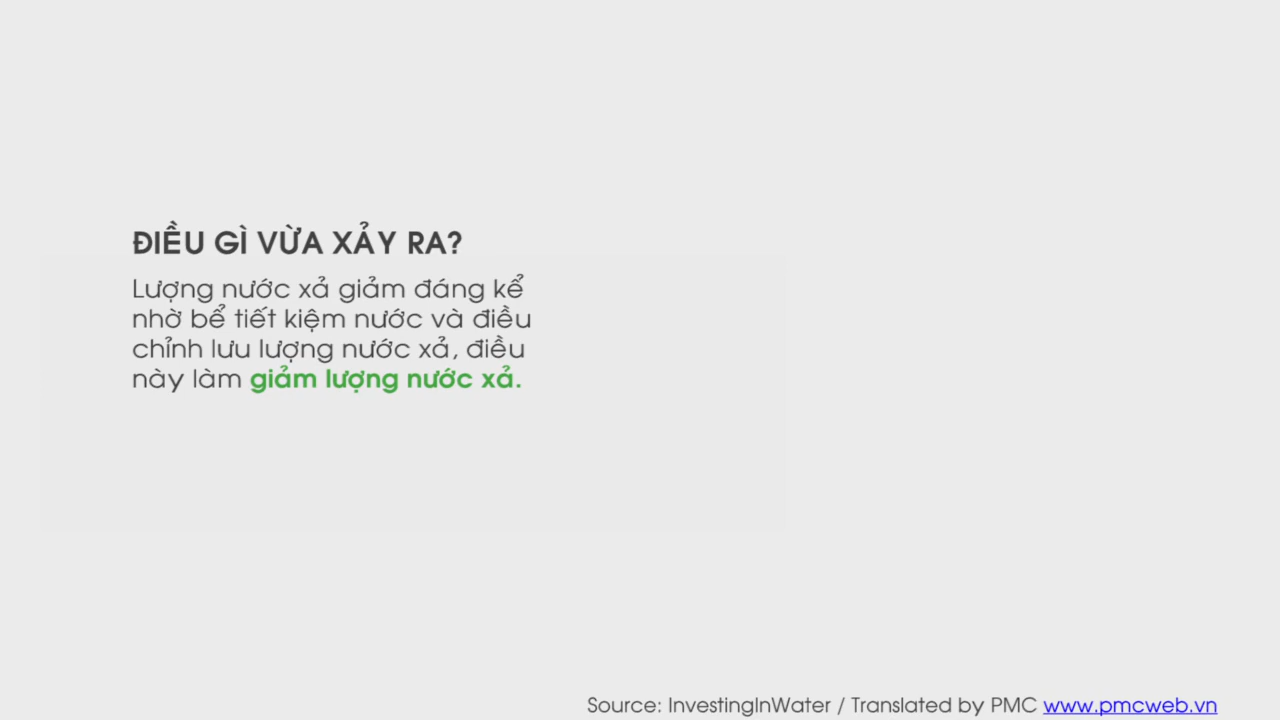 ĐIỀU GÌ VỪA XẢY RA?
Lượng nước xả giảm đáng kể
nhờ bể tiết kiệm nước và điều
chỉnh lưu lượng nước xả, điều
này làm giảm lượng nước xả.
Source: InvestingInWater / Translated by PMC www.pmcweb.vn